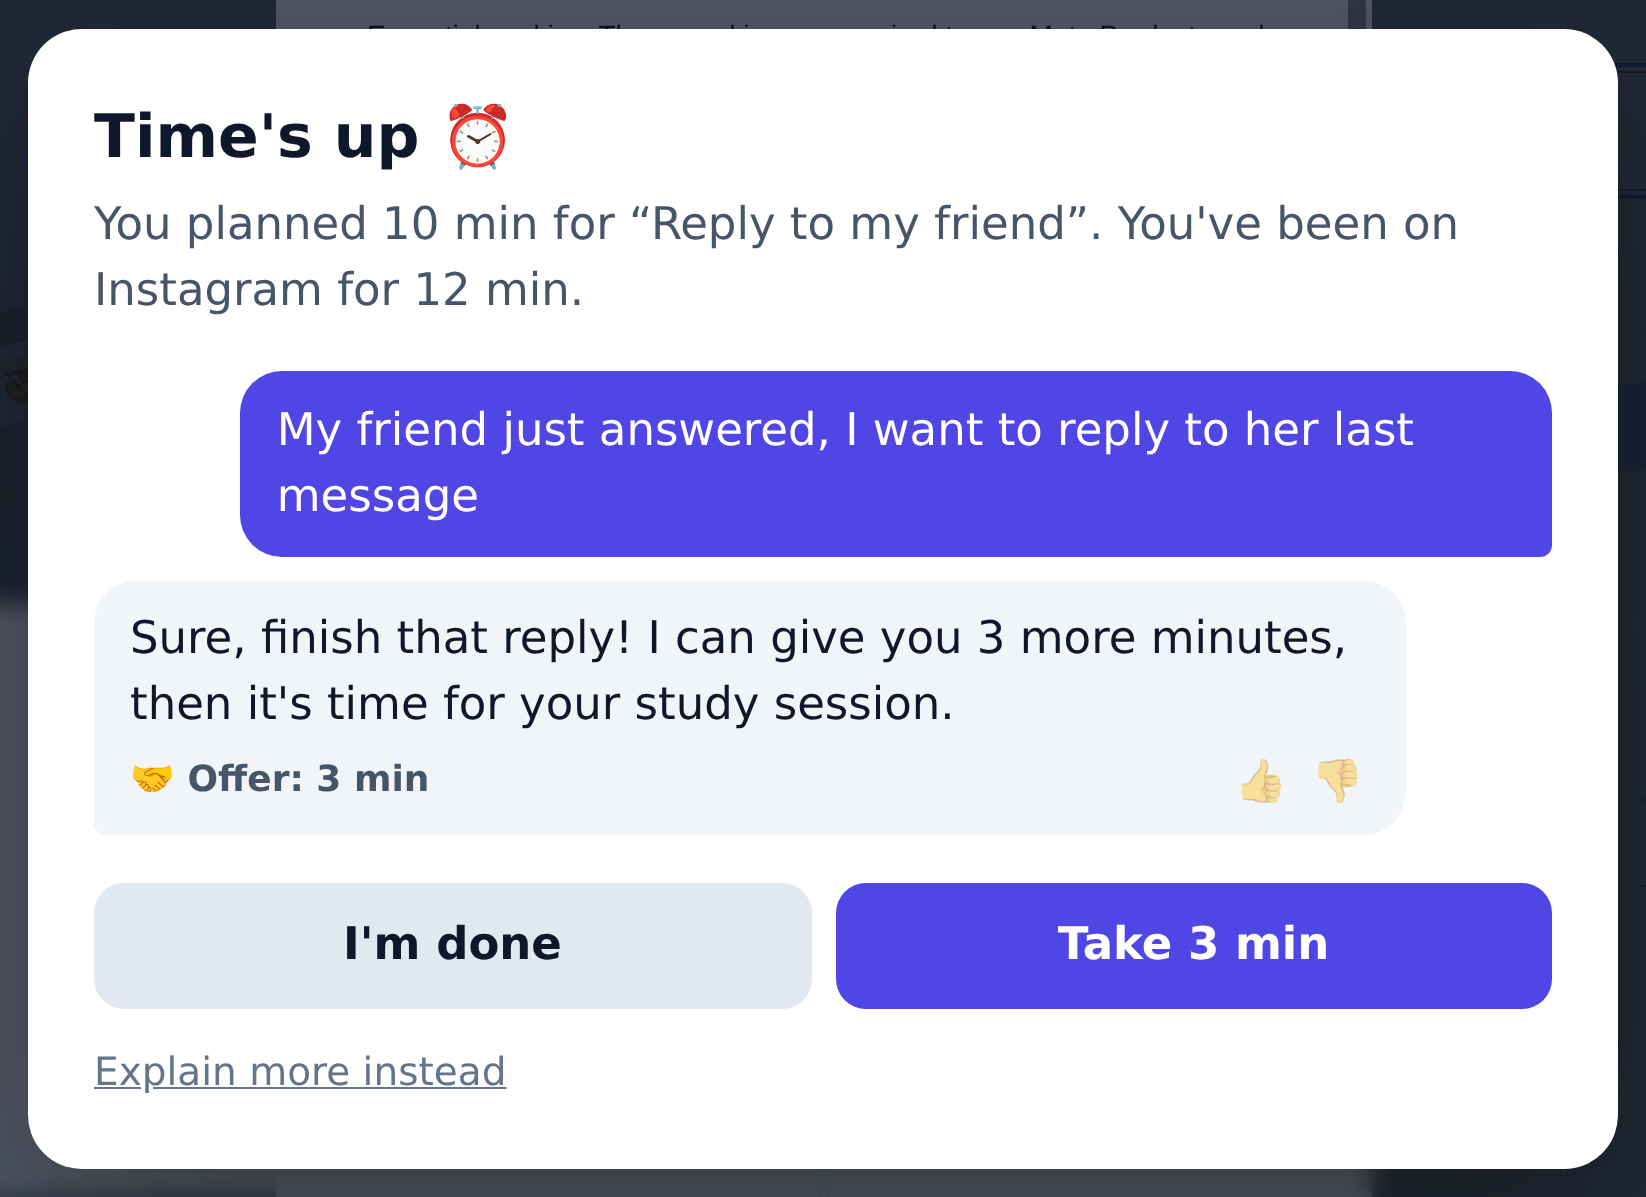 Time's up ⏰
You planned 10 min for “Reply to my friend”. You've been on
Instagram for 12 min.
My friend just answered, I want to reply to her last
message
Sure, finish that reply! I can give you 3 more minutes,
then it's time for your study session.
🤝 Offer: 3 min 👍 👎
I'm done
Take 3 min
Explain more instead